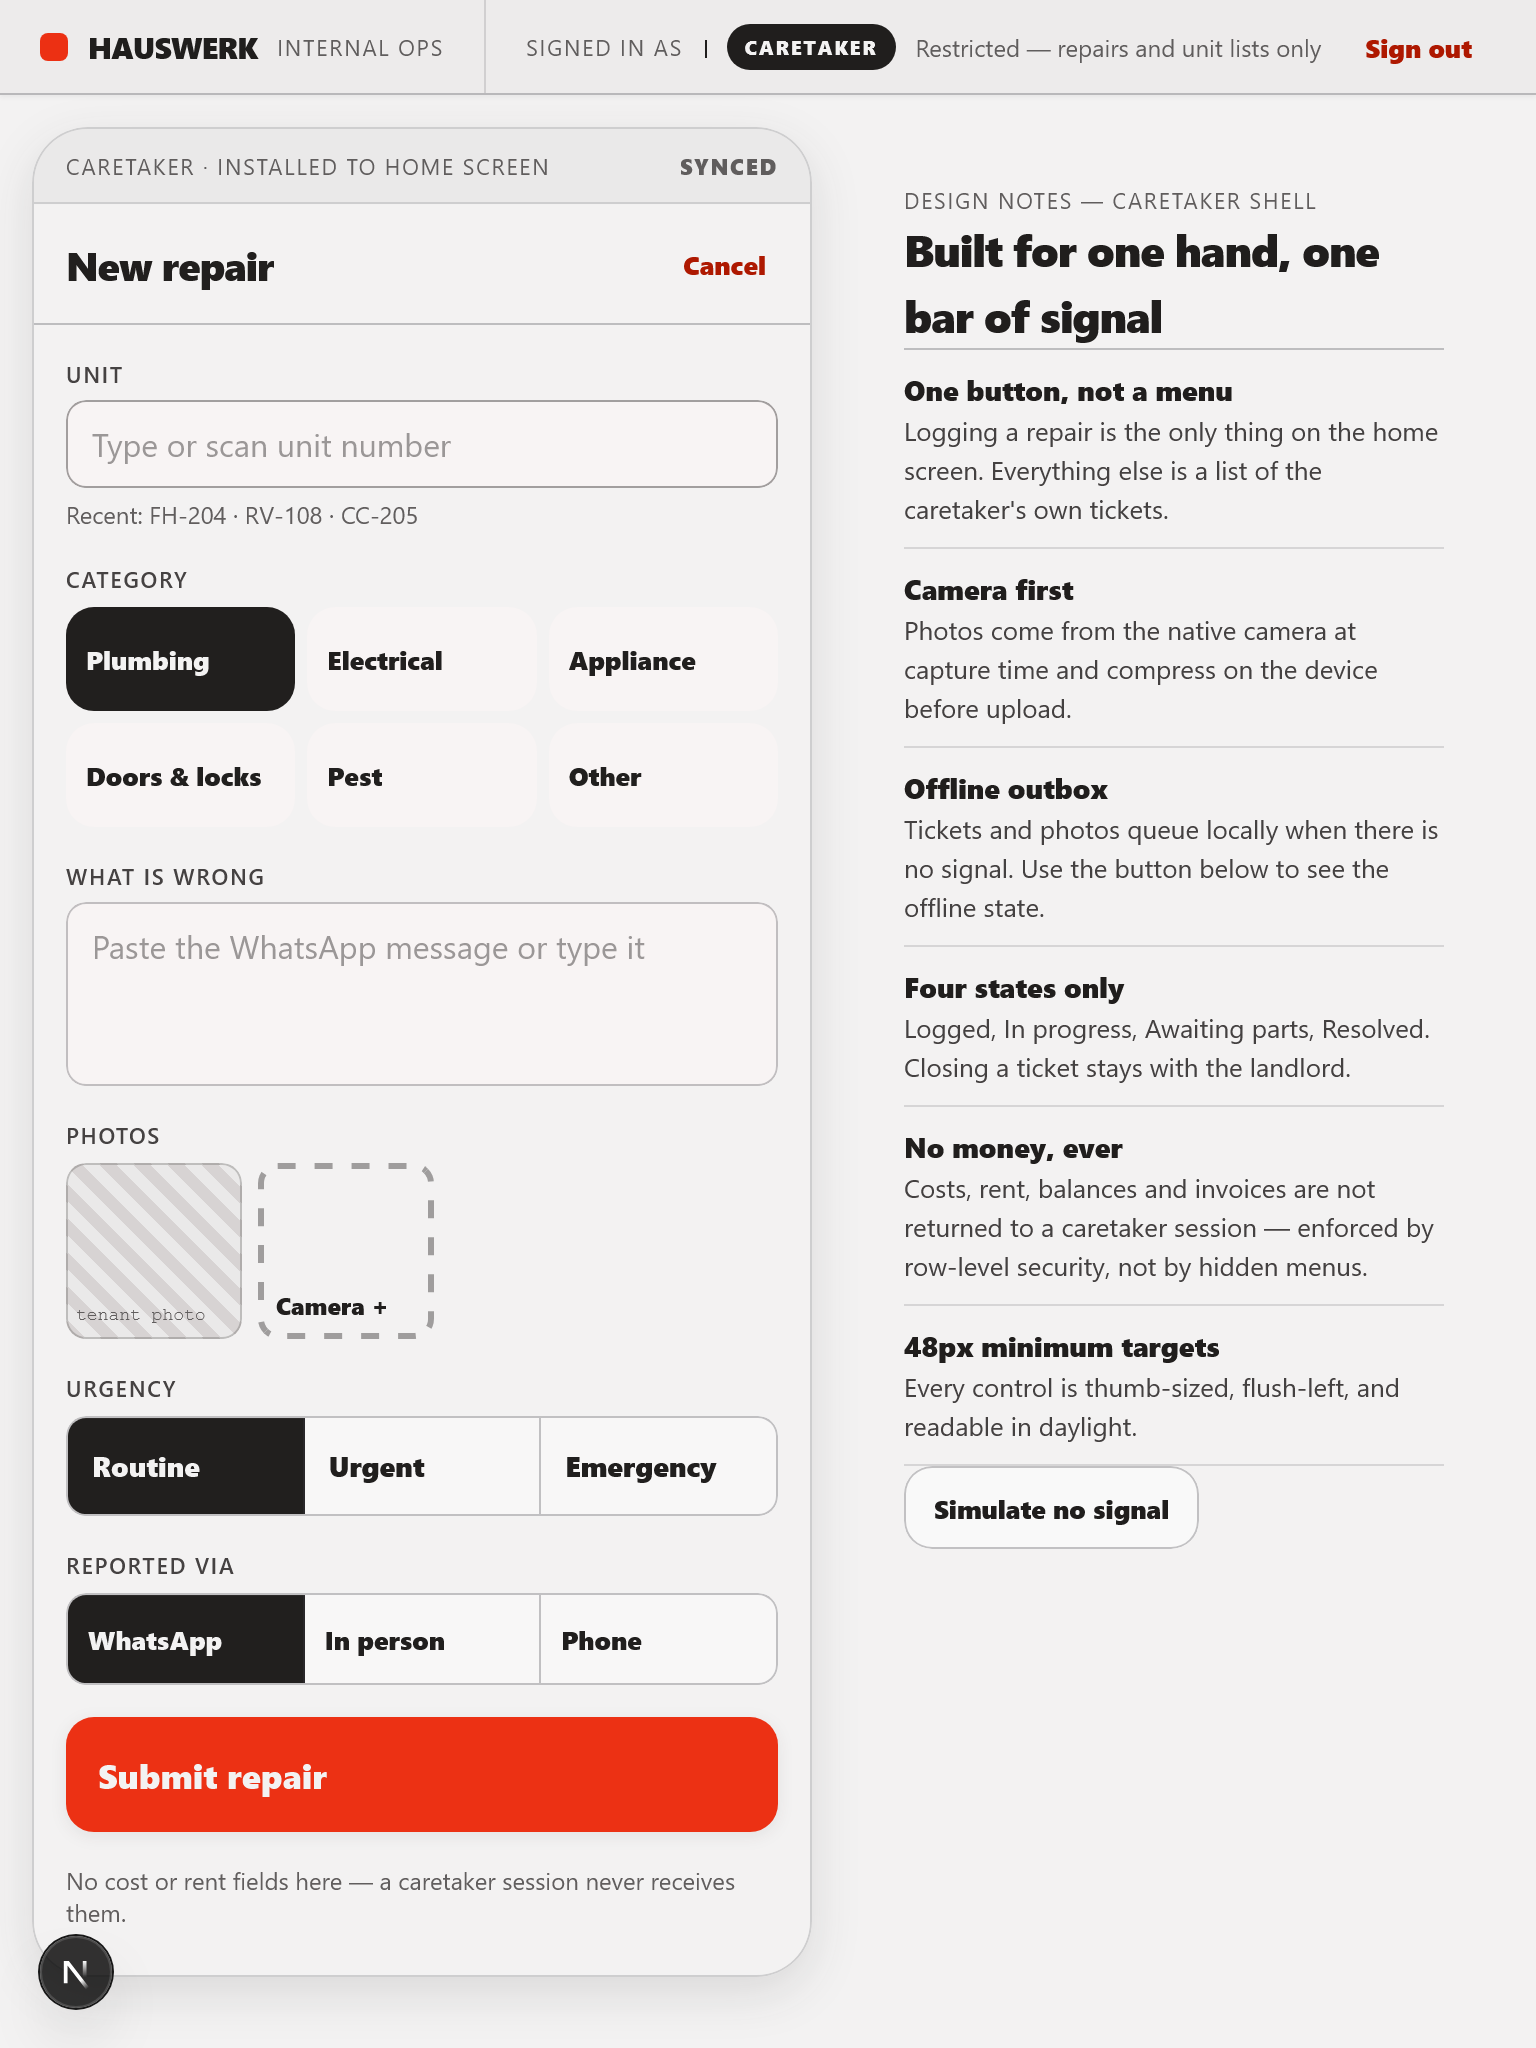 HAUSWERK INTERNAL OPS SIGNED IN AS CARETAKER Restricted — repairs and unit lists only Sign out
CARETAKER · INSTALLED TO HOME SCREEN SYNCED
New repair Cancel
UNIT
Type or scan unit number
Recent: FH-204 · RV-108 · CC-205
CATEGORY
Plumbing Electrical Appliance
Doors & locks Pest Other
WHAT IS WRONG
Paste the WhatsApp message or type it
PHOTOS
tenant photo Camera +
URGENCY
Routine Urgent Emergency
REPORTED VIA
WhatsApp In person Phone
Submit repair
No cost or rent fields here — a caretaker session never receives
them.
N
DESIGN NOTES — CARETAKER SHELL
Built for one hand, one
bar of signal
One button, not a menu
Logging a repair is the only thing on the home
screen. Everything else is a list of the
caretaker's own tickets.
Camera first
Photos come from the native camera at
capture time and compress on the device
before upload.
Offline outbox
Tickets and photos queue locally when there is
no signal. Use the button below to see the
offline state.
Four states only
Logged, In progress, Awaiting parts, Resolved.
Closing a ticket stays with the landlord.
No money, ever
Costs, rent, balances and invoices are not
returned to a caretaker session — enforced by
row-level security, not by hidden menus.
48px minimum targets
Every control is thumb-sized, flush-left, and
readable in daylight.
Simulate no signal